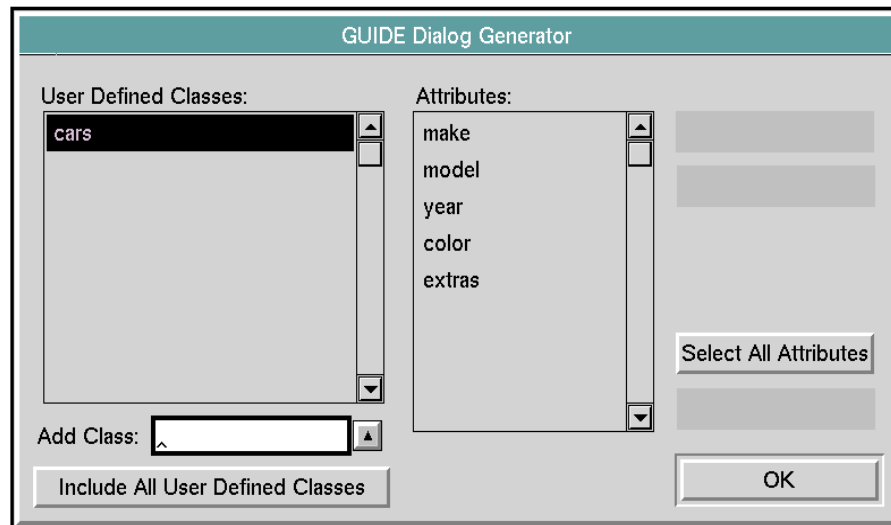 GUIDE Dialog Generator
User Defined Classes:
cars
Attributes:
make
model
year
color
extras
Select All Attributes
Add Class:
Include All User Defined Classes
OK